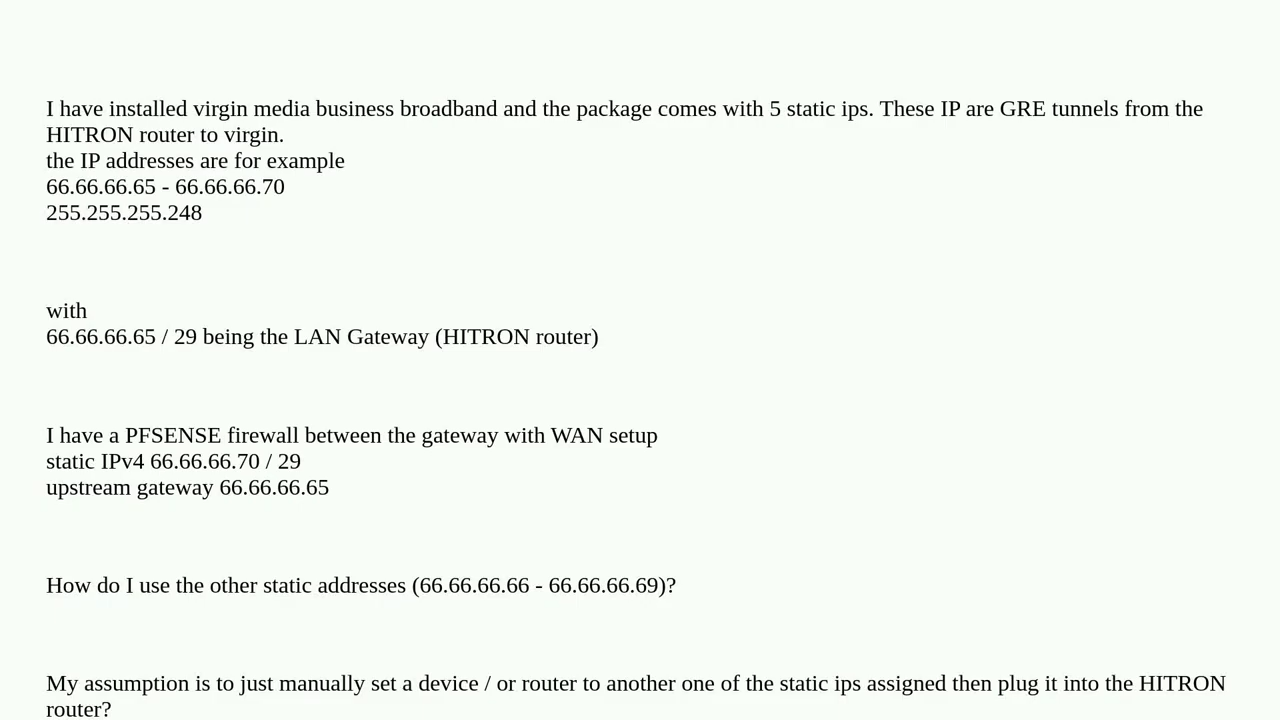 I have installed virgin media business broadband and the package comes with 5 static ips. These IP are GRE tunnels from the
HITRON router to virgin.
the IP addresses are for example
66.66.66.65 - 66.66.66.70
255.255.255.248
with
66.66.66.65 / 29 being the LAN Gateway (HITRON router)
I have a PFSENSE firewall between the gateway with WAN setup
static IPv4 66.66.66.70 / 29
upstream gateway 66.66.66.65
How do I use the other static addresses (66.66.66.66 - 66.66.66.69)?
My assumption is to just manually set a device / or router to another one of the static ips assigned then plug it into the HITRON
router?